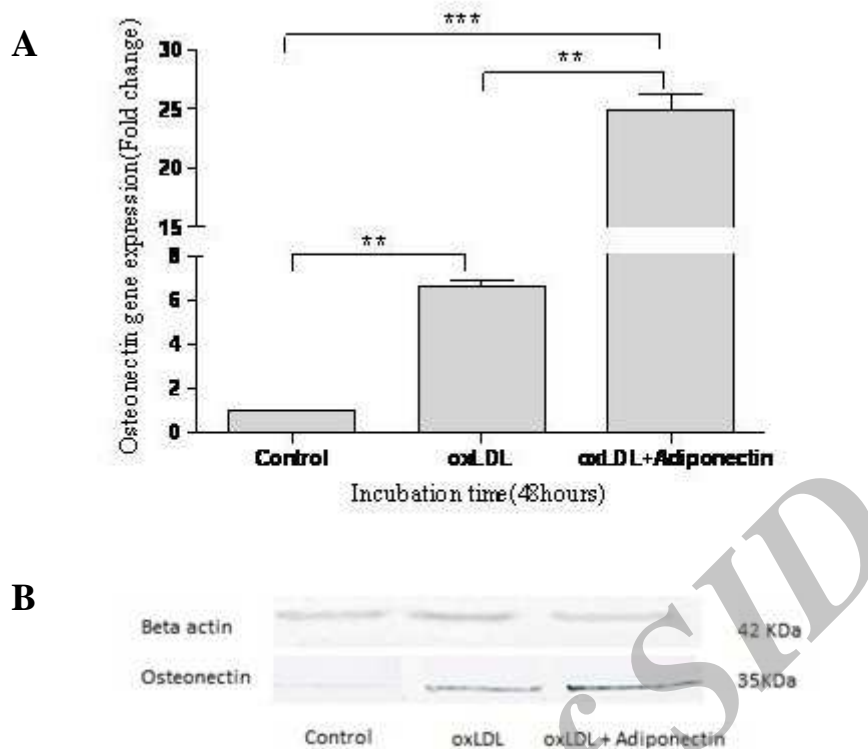 A
Osteonectin gene expression(Fold change)
***
**
**
30
25
20
15
8
6
4
2
0
Control oxLDL oxLDL+Adiponectin
Incubation time(48hours)
B
Beta actin 42 KDa
Osteonectin 35KDa
Control oxLDL oxLDL + Adiponectin
SID